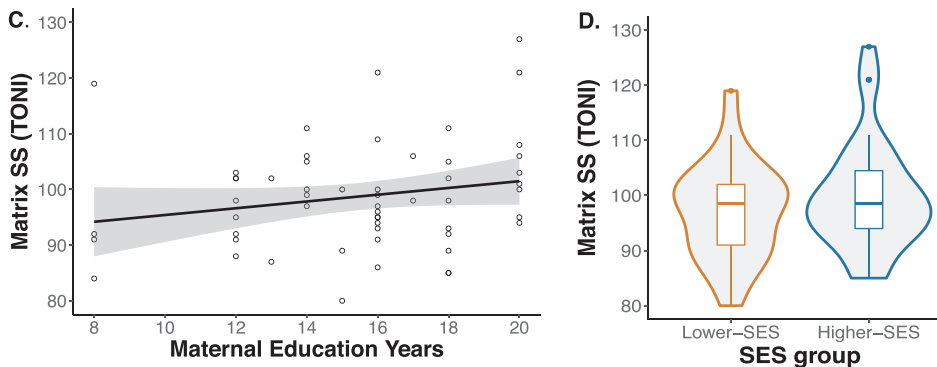 C.
Matrix SS (TONI)
130
120
110
100
90
80
8 10 12 14 16 18 20
Maternal Education Years
D.
Matrix SS (TONI)
130
120
110
100
90
80
Lower–SES Higher–SES
SES group